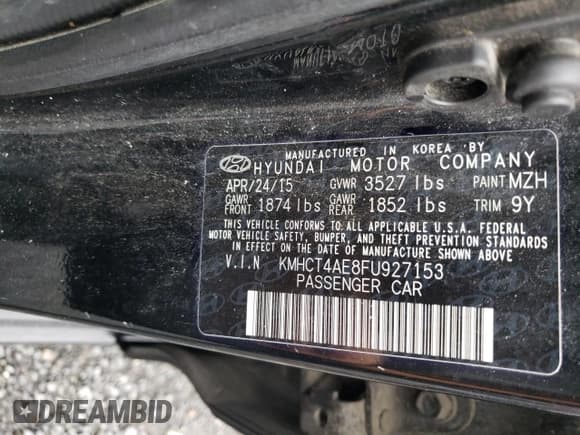 MANUFACTURED IN KOREA BY
HYUNDAI MOTOR COMPANY
APR/24/15 GVWR 3527 lbs PAINT MZH
GAWR FRONT 1874 lbs GAWR REAR 1852 lbs TRIM 9Y
THIS VEHICLE CONFORMS TO ALL APPLICABLE U.S.A. FEDERAL
MOTOR VEHICLE SAFETY, BUMPER, AND THEFT PREVENTION STANDARDS
IN EFFECT ON THE DATE OF MANUFACTURE SHOWN ABOVE
V.I.N KMHCT4AE8FU927153
PASSENGER CAR
DREAMBID